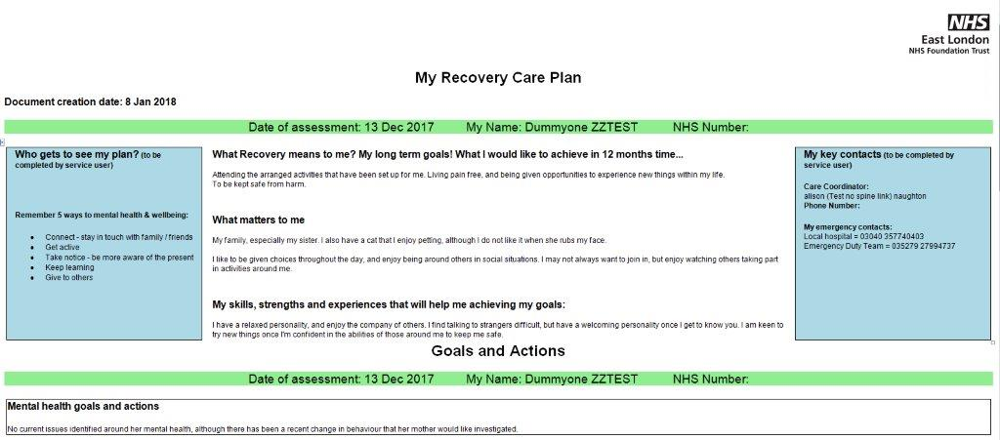 NHS
East London
NHS Foundation Trust
My Recovery Care Plan
Document creation date: 8 Jan 2018
Date of assessment: 13 Dec 2017 My Name: Dummyone ZZTEST NHS Number:
Who gets to see my plan? (to be
completed by service user)
Remember 5 ways to mental health & wellbeing:
• Connect - stay in touch with family / friends
• Get active
• Take notice - be more aware of the present
• Keep learning
• Give to others
What Recovery means to me? My long term goals! What I would like to achieve in 12 months time...
Attending the arranged activities that have been set up for me. Living pain free, and being given opportunities to experience new things within my life.
To be kept safe from harm.
What matters to me
My family, especially my sister. I also have a cat that I enjoy petting, although I do not like it when she rubs my face.
I like to be given choices throughout the day, and enjoy being around others in social situations. I may not always want to join in, but enjoy watching others taking part
in activities around me.
My skills, strengths and experiences that will help me achieving my goals:
I have a relaxed personality, and enjoy the company of others. I find talking to strangers difficult, but have a welcoming personality once I get to know you. I am keen to
try new things once I'm confident in the abilities of those around me to keep me safe.
My key contacts (to be completed by
service user)
Care Coordinator:
alison (Test no spine link) naughton
Phone Number:
My emergency contacts:
Local hospital = 03040 357740403
Emergency Duty Team = 035279 27994737
Goals and Actions
Date of assessment: 13 Dec 2017 My Name: Dummyone ZZTEST NHS Number:
Mental health goals and actions
No current issues identified around her mental health, although there has been a recent change in behaviour that her mother would like investigated.